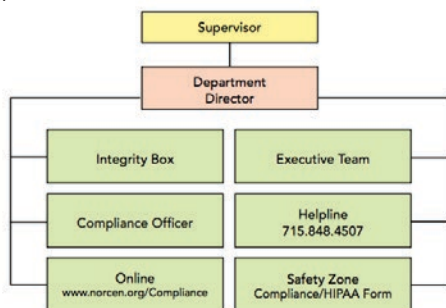 Supervisor
Department
Director
Integrity Box
Executive Team
Compliance Officer
Helpline
715.848.4507
Online
www.norcen.org/Compliance
Safety Zone
Compliance/HIPAA Form